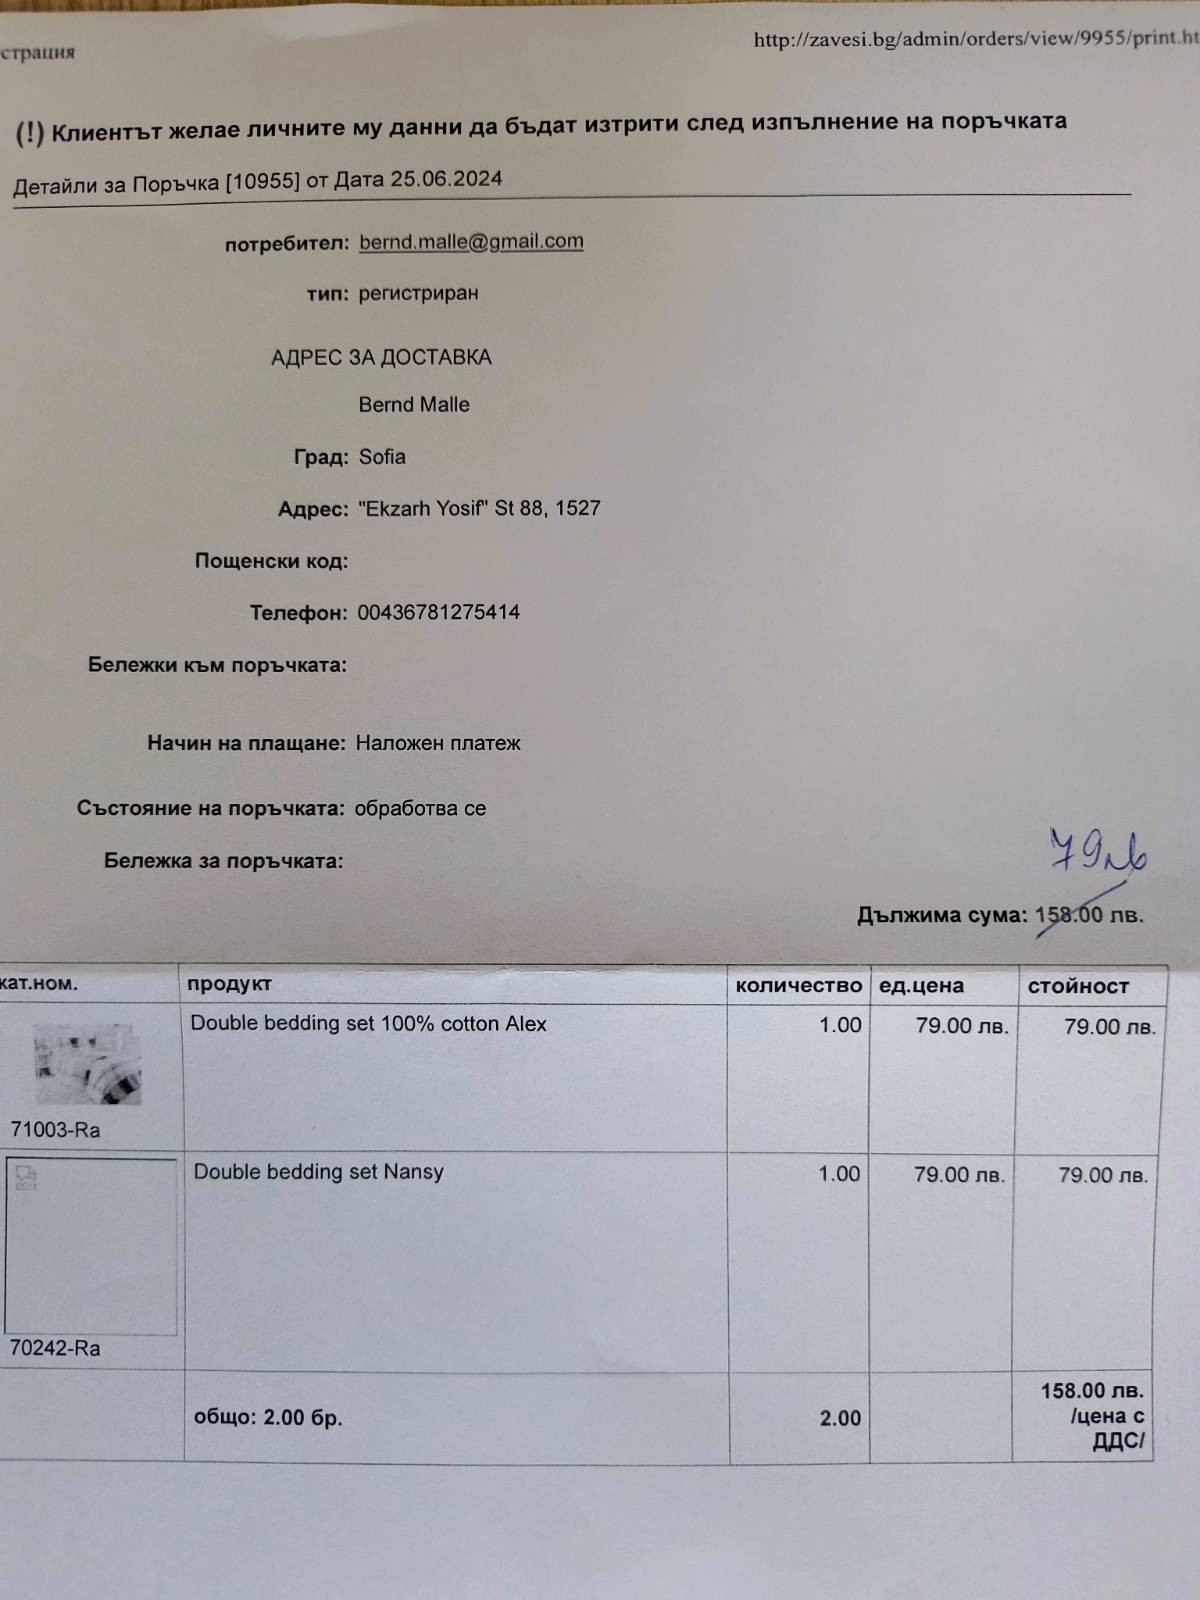 страция
http://zavesi.bg/admin/orders/view/9955/print.ht
(!) Клиентът желае личните му данни да бъдат изтрити след изпълнение на поръчката
Детайли за Поръчка [10955] от Дата 25.06.2024
потребител: bernd.malle@gmail.com
тип: регистриран
АДРЕС ЗА ДОСТАВКА
Bernd Malle
Град: Sofia
Адрес: "Ekzarh Yosif" St 88, 1527
Пощенски код:
Телефон: 00436781275414
Бележки към поръчката:
Начин на плащане: Наложен платеж
Състояние на поръчката: обработва се
Бележка за поръчката:
79лв
Дължима сума: 158.00 лв.
кат.ном. продукт количество ед.цена стойност
Double bedding set 100% cotton Alex 1.00 79.00 лв. 79.00 лв.
71003-Ra
Double bedding set Nansy 1.00 79.00 лв. 79.00 лв.
70242-Ra
общо: 2.00 бр. 2.00 158.00 лв.
/цена с
ДДС/